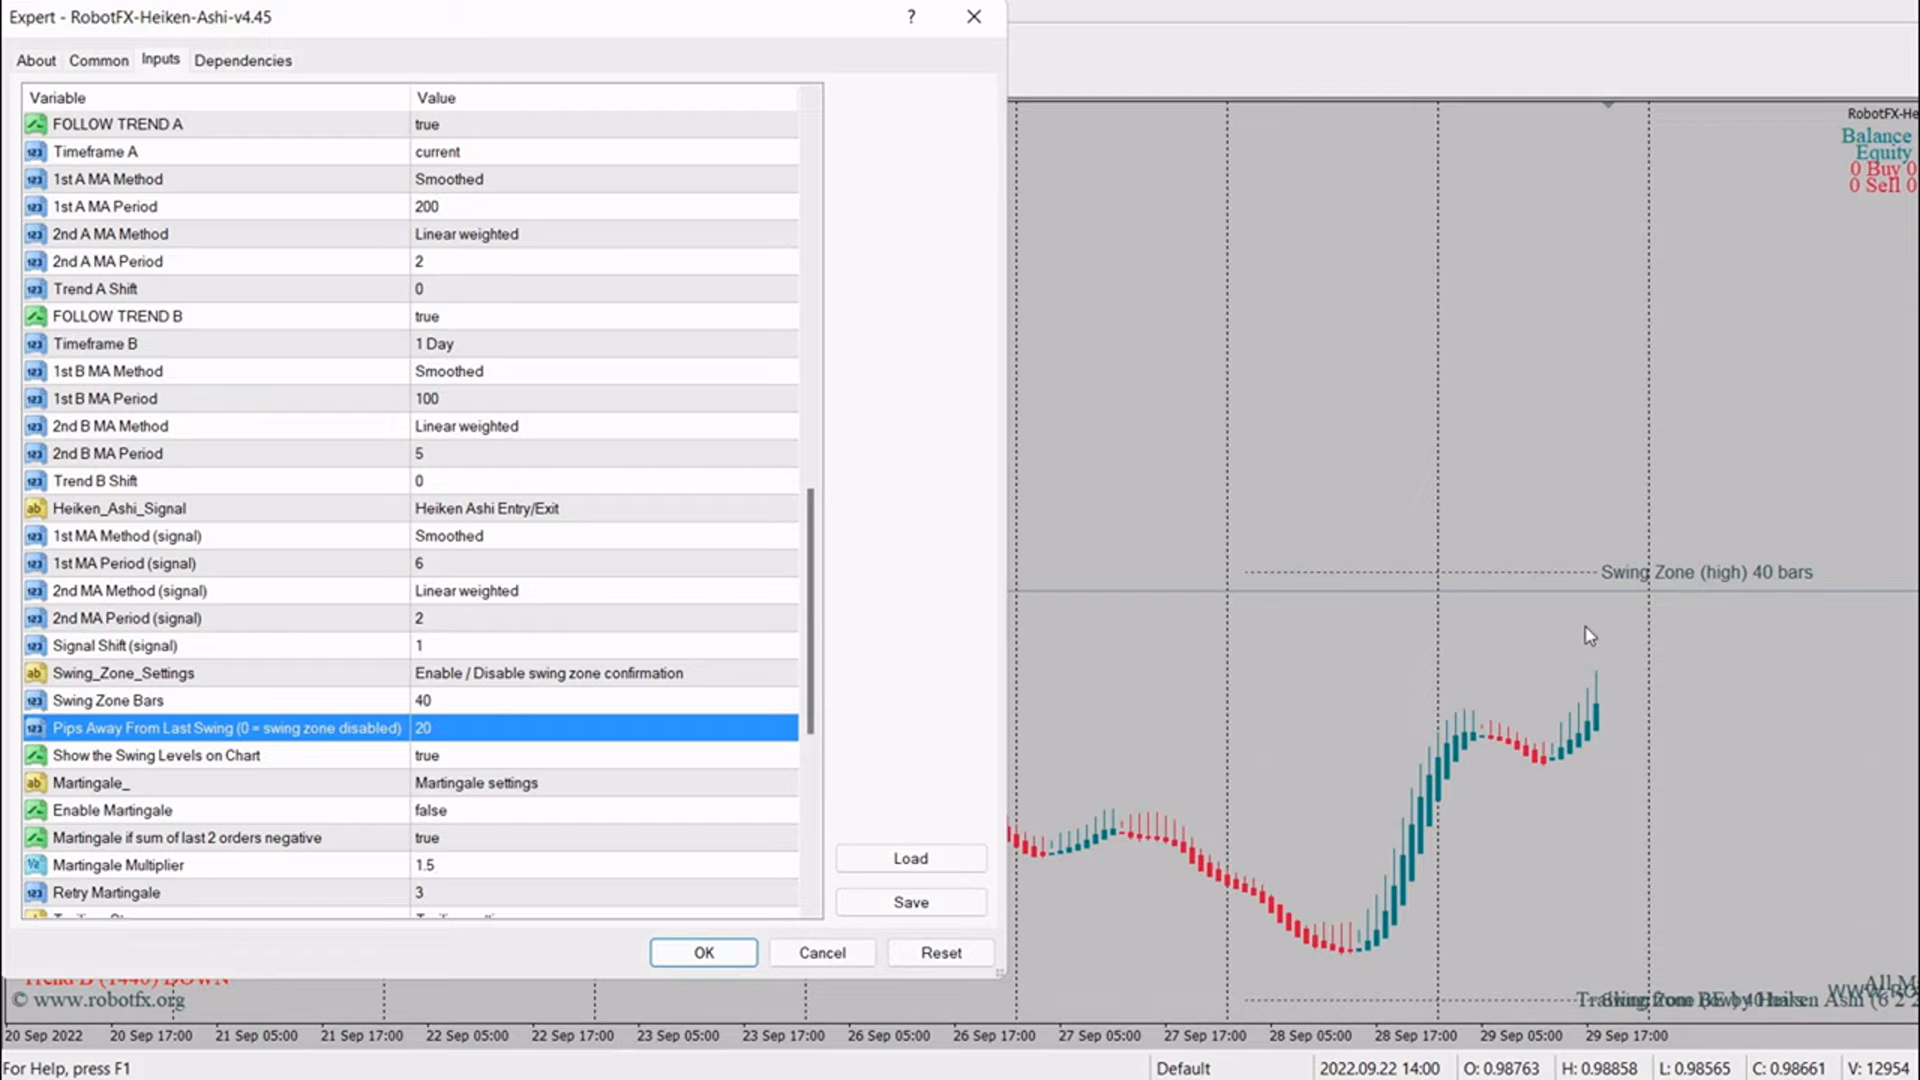 Expert - RobotFX-Heiken-Ashi-v4.45
?
About Common Inputs Dependencies
Variable Value
FOLLOW TREND A true
Timeframe A current
1st A MA Method Smoothed
1st A MA Period 200
2nd A MA Method Linear weighted
2nd A MA Period 2
Trend A Shift 0
FOLLOW TREND B true
Timeframe B 1 Day
1st B MA Method Smoothed
1st B MA Period 100
2nd B MA Method Linear weighted
2nd B MA Period 5
Trend B Shift 0
Heiken_Ashi_Signal Heiken Ashi Entry/Exit
1st MA Method (signal) Smoothed
1st MA Period (signal) 6
2nd MA Method (signal) Linear weighted
2nd MA Period (signal) 2
Signal Shift (signal) 1
Swing_Zone_Settings Enable / Disable swing zone confirmation
Swing Zone Bars 40
Pips Away From Last Swing (0 = swing zone disabled) 20
Show the Swing Levels on Chart true
Martingale_ Martingale settings
Enable Martingale false
Martingale if sum of last 2 orders negative true
Martingale Multiplier 1.5
Retry Martingale 3
Load
Save
OK Cancel Reset
RobotFX-He
Balance
Equity
0 Buy 0
0 Sell 0
Swing Zone (high) 40 bars
Trend B (1440) DOWN
© www.robotfx.org
20 Sep 2022 20 Sep 17:00 21 Sep 05:00 21 Sep 17:00 22 Sep 05:00 22 Sep 17:00 23 Sep 05:00 23 Sep 17:00 26 Sep 05:00 26 Sep 17:00 27 Sep 05:00 27 Sep 17:00 28 Sep 05:00 28 Sep 17:00 29 Sep 05:00 29 Sep 17:00
For Help, press F1 Default 2022.09.22 14:00 O: 0.98763 H: 0.98858 L: 0.98565 C: 0.98661 V: 12954